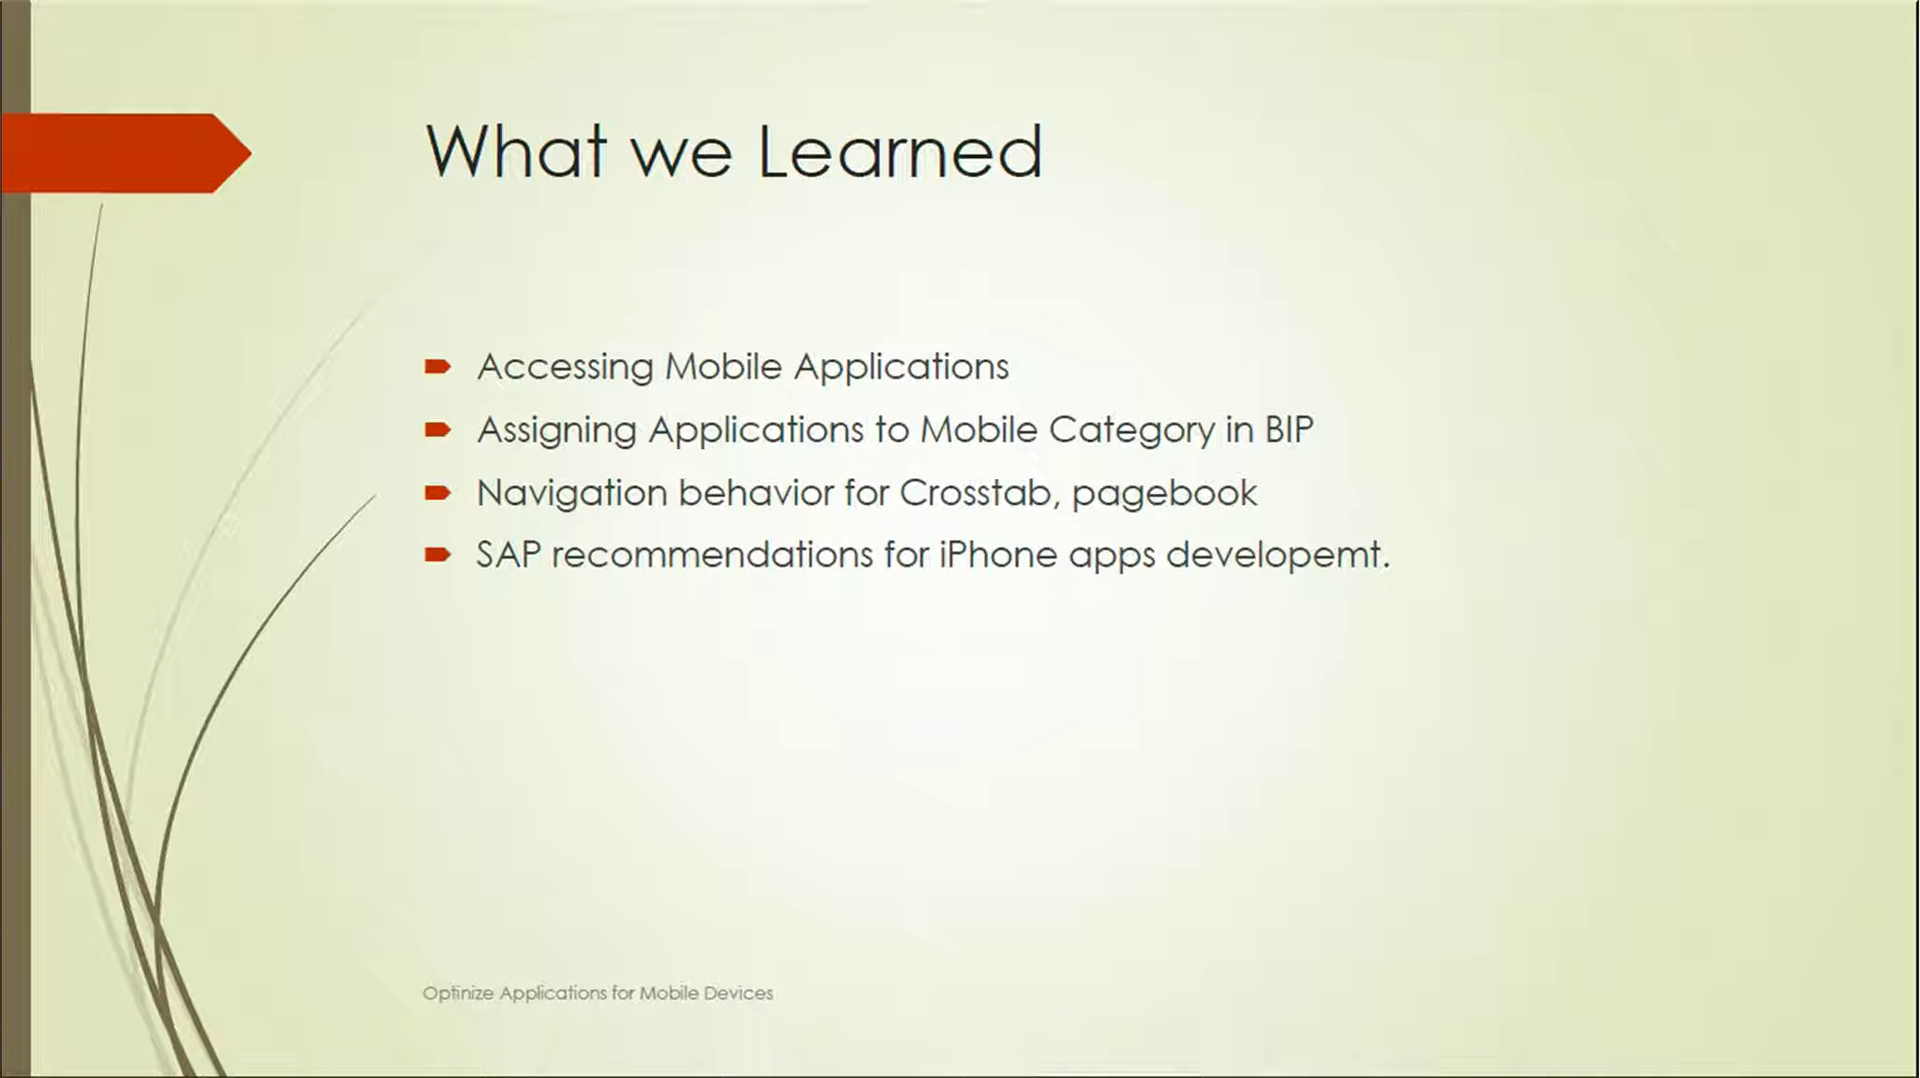 What we Learned
Accessing Mobile Applications
Assigning Applications to Mobile Category in BIP
Navigation behavior for Crosstab, pagebook
SAP recommendations for iPhone apps developemt.
Optinize Applications for Mobile Devices